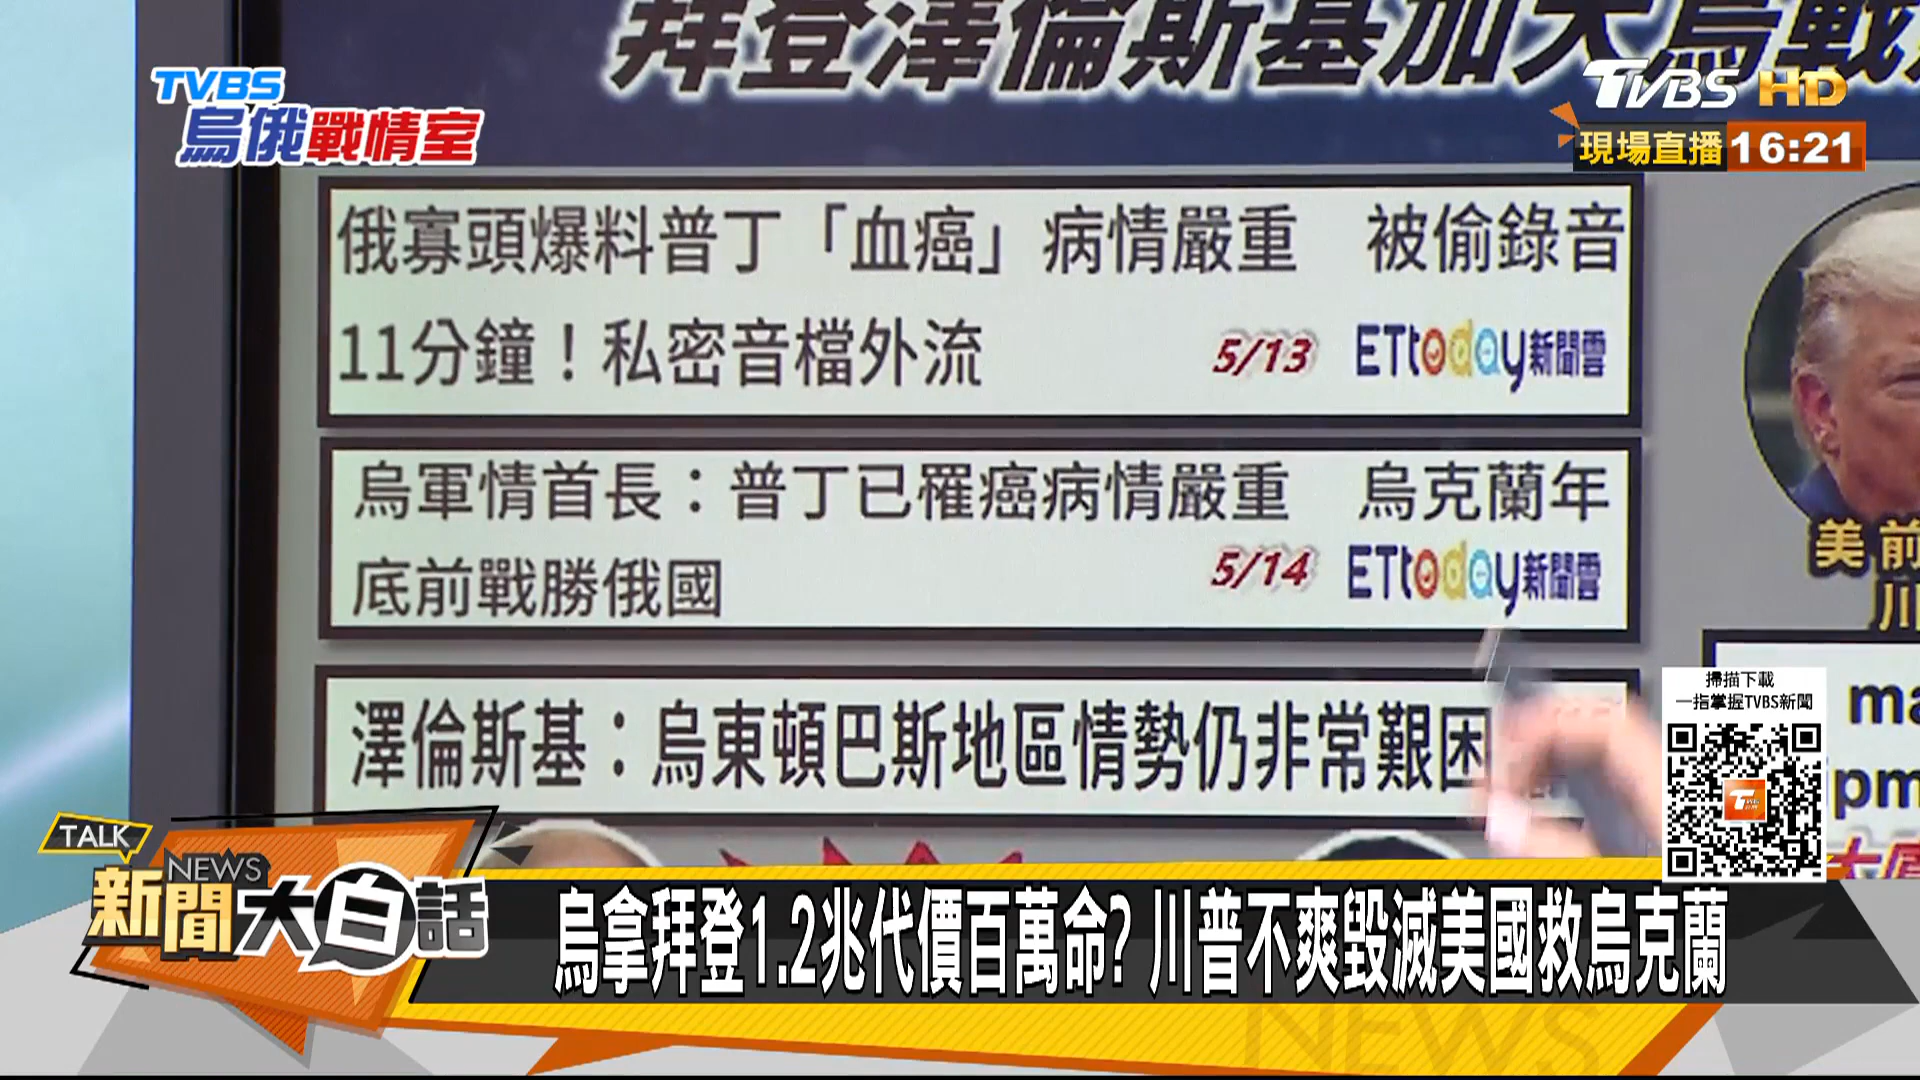 拜登澤倫斯基加大烏戰
TVBS
烏俄戰情室
TVBS HD
現場直播 16:21
俄寡頭爆料普丁「血癌」病情嚴重 被偷錄音
11分鐘！私密音檔外流
5/13 ETtoday新聞雲
烏軍情首長：普丁已罹癌病情嚴重 烏克蘭年
底前戰勝俄國
5/14 ETtoday新聞雲
澤倫斯基：烏東頓巴斯地區情勢仍非常艱困
美前
川
掃描下載
一指掌握TVBS新聞
ma
pm
TALK
NEWS
新聞大白話
烏拿拜登1.2兆代價百萬命? 川普不爽毀滅美國救烏克蘭
NEWS